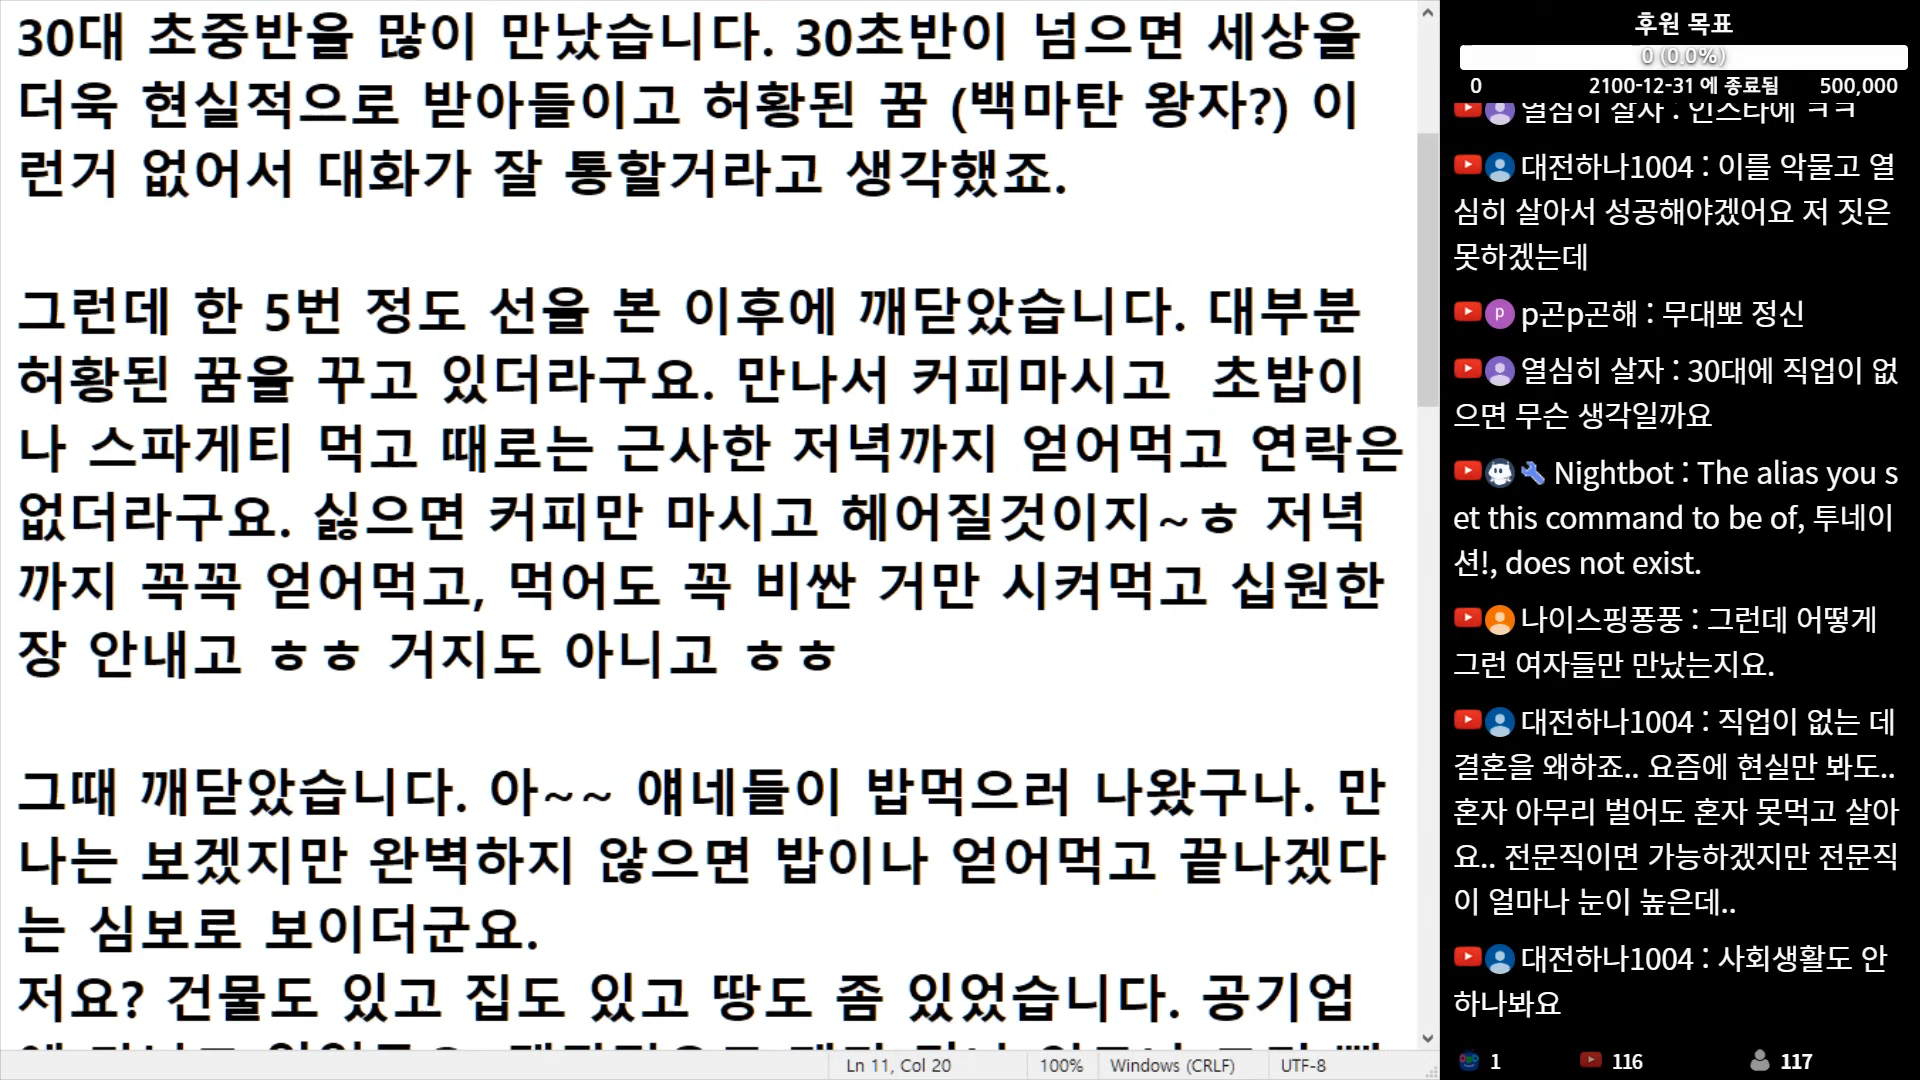 30대 초중반을 많이 만났습니다. 30초반이 넘으면 세상을
더욱 현실적으로 받아들이고 허황된 꿈 (백마탄 왕자?) 이
런거 없어서 대화가 잘 통할거라고 생각했죠.
그런데 한 5번 정도 선을 본 이후에 깨닫았습니다. 대부분
허황된 꿈을 꾸고 있더라구요. 만나서 커피마시고  초밥이
나 스파게티 먹고 때로는 근사한 저녁까지 얻어먹고 연락은
없더라구요. 싫으면 커피만 마시고 헤어질것이지~ㅎ 저녁
까지 꼭꼭 얻어먹고, 먹어도 꼭 비싼 거만 시켜먹고 십원한
장 안내고 ㅎㅎ 거지도 아니고 ㅎㅎ
그때 깨닫았습니다. 아~~ 얘네들이 밥먹으러 나왔구나. 만
나는 보겠지만 완벽하지 않으면 밥이나 얻어먹고 끝나겠다
는 심보로 보이더군요.
저요? 건물도 있고 집도 있고 땅도 좀 있었습니다. 공기업
Ln 11, Col 20
100%
Windows (CRLF)
UTF-8
후원 목표
0 (0.0%)
0 2100-12-31 에 종료됨 500,000
열심히 살자 : 인스타에 ㅋㅋ
대전하나1004 : 이를 악물고 열
심히 살아서 성공해야겠어요 저 짓은
못하겠는데
p p곤p곤해 : 무대뽀 정신
열심히 살자 : 30대에 직업이 없
으면 무슨 생각일까요
Nightbot : The alias you s
et this command to be of, 투네이
션!, does not exist.
나이스핑퐁풍 : 그런데 어떻게
그런 여자들만 만났는지요.
대전하나1004 : 직업이 없는 데
결혼을 왜하죠.. 요즘에 현실만 봐도..
혼자 아무리 벌어도 혼자 못먹고 살아
요.. 전문직이면 가능하겠지만 전문직
이 얼마나 눈이 높은데..
대전하나1004 : 사회생활도 안
하나봐요
1 116 117